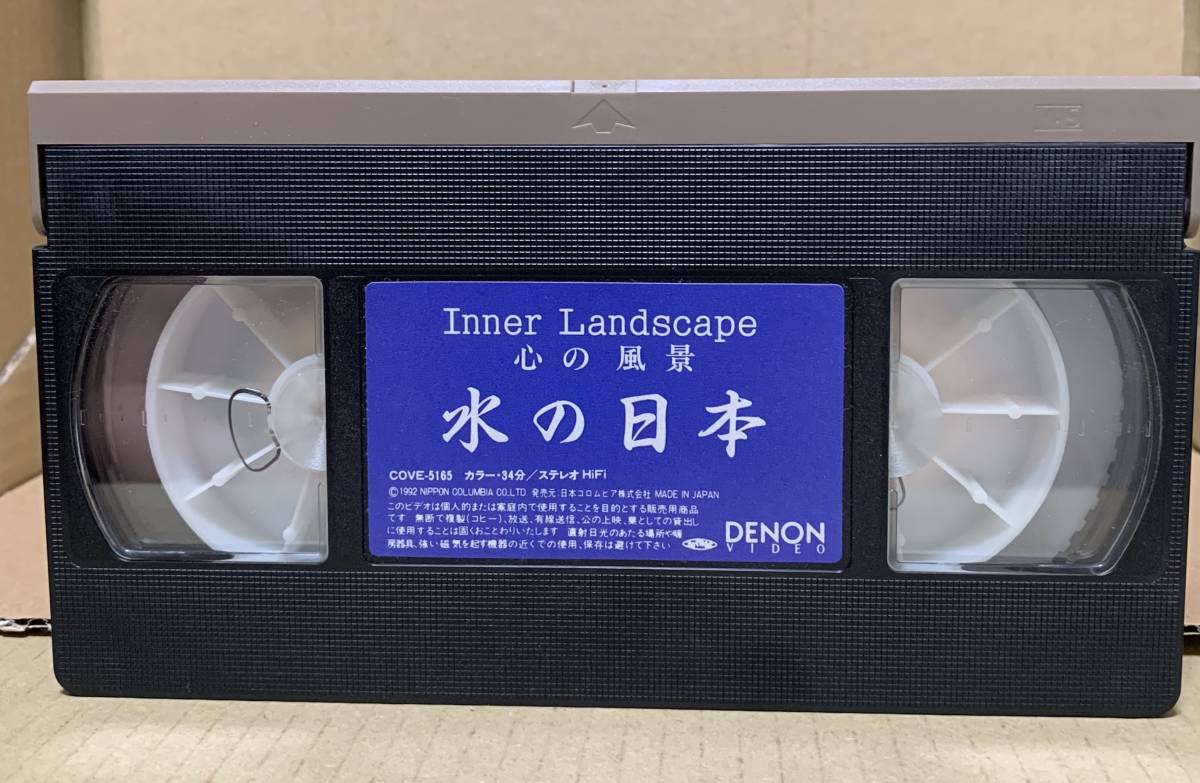 Inner Landscape
心の風景
水の日本
COVE-5165 カラー・34分/ステレオ HiFi
©1992 NIPPON COLUMBIA CO.,LTD. 発売元:日本コロムビア株式会社 MADE IN JAPAN
このビデオは個人的または家庭内で使用することを目的とする販売用商品
です 無断で複製(コピー)、放送、有線送信、公の上映、業としての貸出し
に使用することは固くおことわりいたします 直射日光のあたる場所や暖
房器具、強い磁気を起す機器の近くでの使用、保存は避けて下さい
DENON
VIDEO